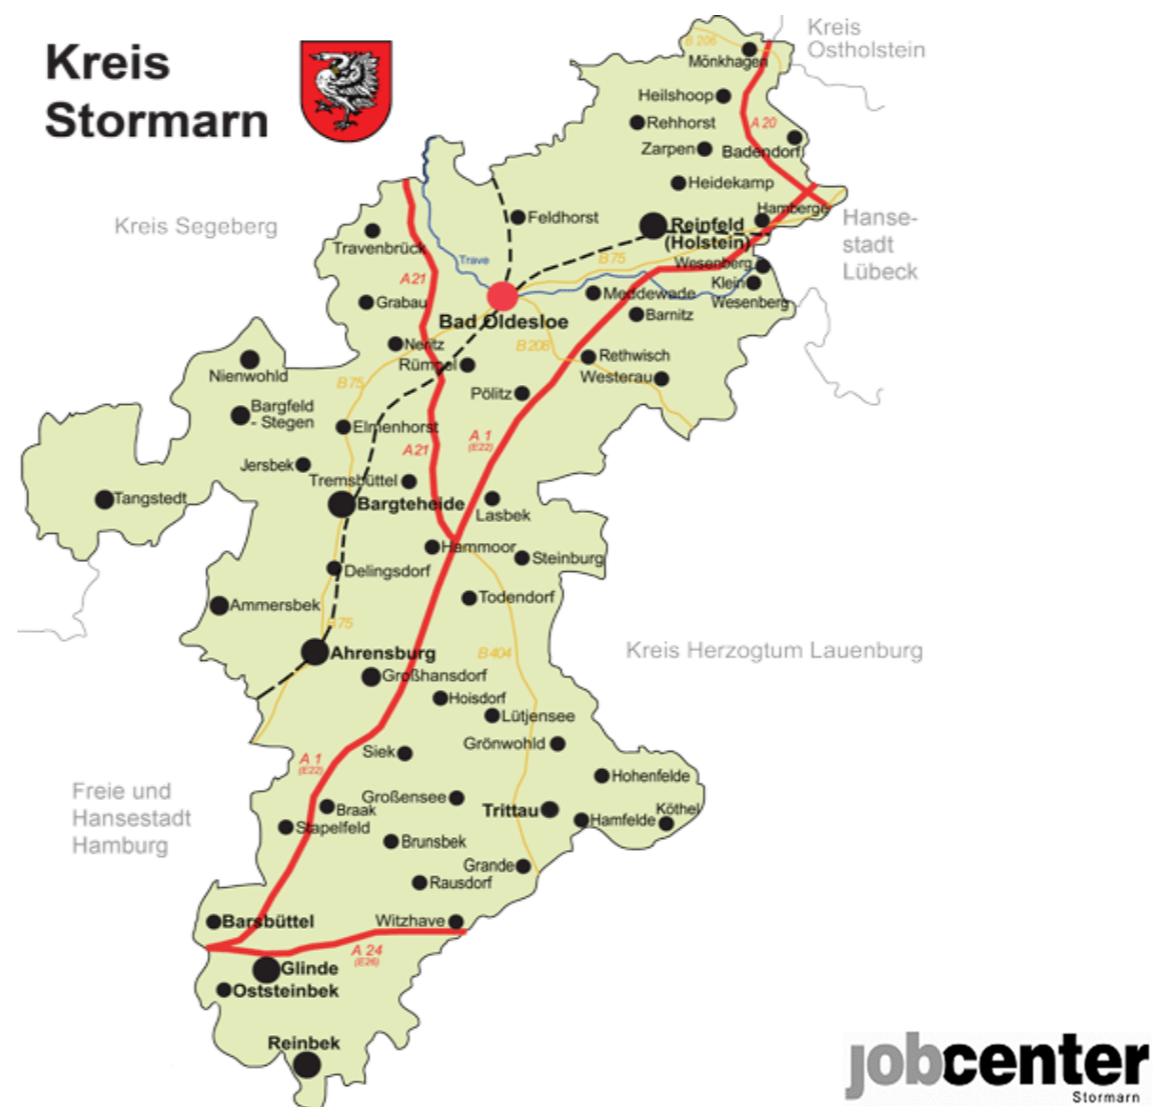 Kreis
Stormarn
Kreis
Ostholstein
B 206
Mönkhagen
Heilshoop
Rehhorst
A 20
Zarpen
Badendorf
Heidekamp
Hamberge
Feldhorst
Reinfeld
(Holstein)
Hanse-
stadt
Lübeck
Kreis Segeberg
Travenbrück
Trave
B 75
Wesenberg
A21
Klein
Wesenberg
Meddewade
Grabau
Barnitz
Bad Oldesloe
Neritz
B 208
Rethwisch
Rümpel
Westerau
Nienwohld
B 75
Pölitz
Bargfeld
- Stegen
Elmenhorst
A 1
(E22)
A21
Jersbek
Tremsbüttel
Tangstedt
Bargteheide
Lasbek
Hammoor
Steinburg
Delingsdorf
Todendorf
Ammersbek
B 75
Ahrensburg
B 404
Kreis Herzogtum Lauenburg
Großhansdorf
Hoisdorf
Lütjensee
Grönwohld
Siek
A 1
(E22)
Hohenfelde
Freie und
Hansestadt
Hamburg
Großensee
Braak
Trittau
Köthel
Hamfelde
Stapelfeld
Brunsbek
Grande
Rausdorf
Barsbüttel
Witzhave
A 24
(E26)
Glinde
Oststeinbek
Reinbek
jobcenter
Stormarn